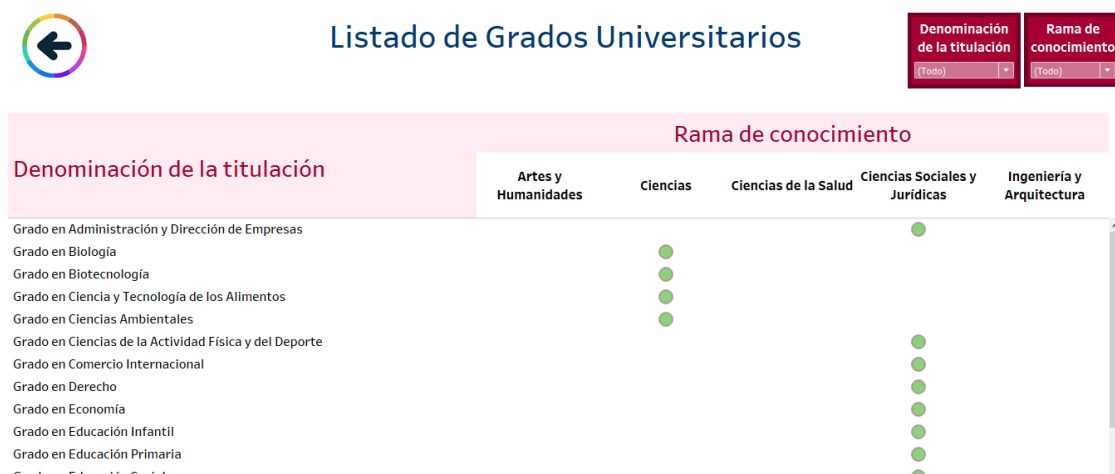 Listado de Grados Universitarios
Denominación
de la titulación
(Todo)
Rama de
conocimiento
(Todo)
Denominación de la titulación
Rama de conocimiento
Artes y
Humanidades
Ciencias
Ciencias de la Salud
Ciencias Sociales y
Jurídicas
Ingeniería y
Arquitectura
Grado en Administración y Dirección de Empresas
Grado en Biología
Grado en Biotecnología
Grado en Ciencia y Tecnología de los Alimentos
Grado en Ciencias Ambientales
Grado en Ciencias de la Actividad Física y del Deporte
Grado en Comercio Internacional
Grado en Derecho
Grado en Economía
Grado en Educación Infantil
Grado en Educación Primaria